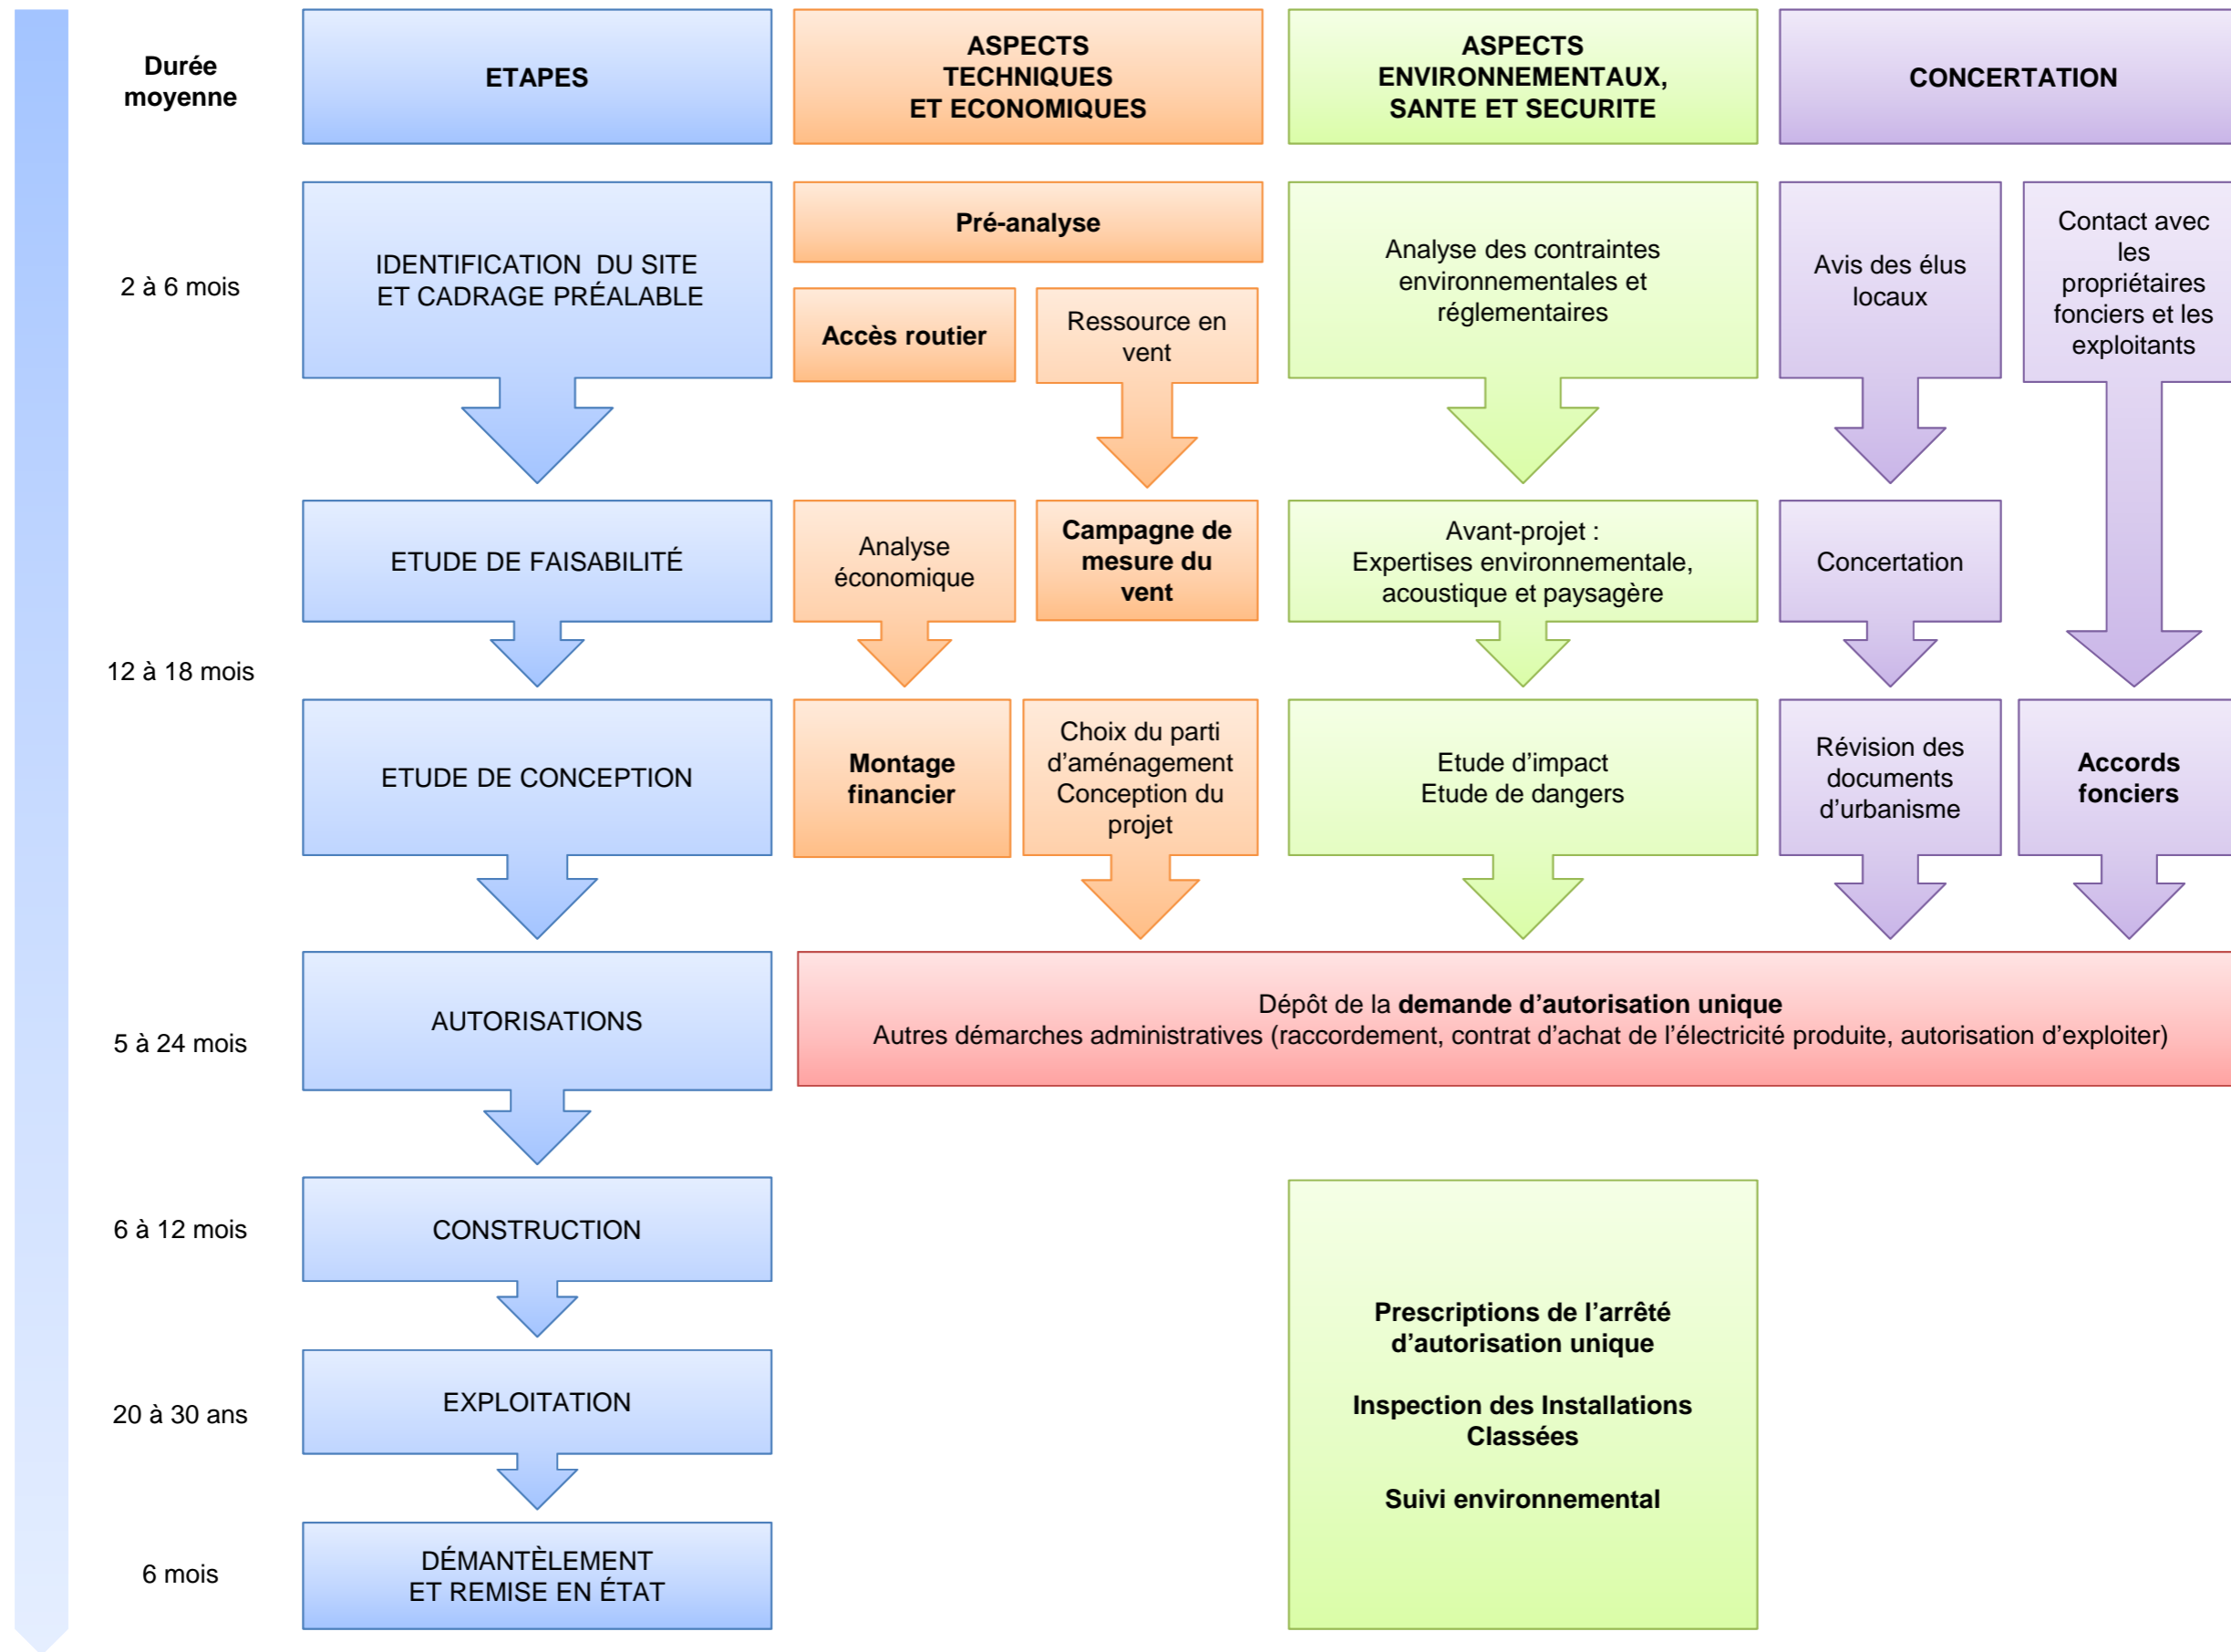 Durée
moyenne
ETAPES
ASPECTS
TECHNIQUES
ET ECONOMIQUES
ASPECTS
ENVIRONNEMENTAUX,
SANTE ET SECURITE
CONCERTATION
2 à 6 mois
IDENTIFICATION DU SITE
ET CADRAGE PRÉALABLE
Pré-analyse
Accès routier
Ressource en
vent
Analyse des contraintes
environnementales et
réglementaires
Avis des élus
locaux
Contact avec
les
propriétaires
fonciers et les
exploitants
12 à 18 mois
ETUDE DE FAISABILITÉ
Analyse
économique
Campagne de
mesure du
vent
Avant-projet :
Expertises environnementale,
acoustique et paysagère
Concertation
ETUDE DE CONCEPTION
Montage
financier
Choix du parti
d’aménagement
Conception du
projet
Etude d’impact
Etude de dangers
Révision des
documents
d’urbanisme
Accords
fonciers
5 à 24 mois
AUTORISATIONS
Dépôt de la demande d’autorisation unique
Autres démarches administratives (raccordement, contrat d’achat de l’électricité produite, autorisation d’exploiter)
6 à 12 mois
CONSTRUCTION
20 à 30 ans
EXPLOITATION
6 mois
DÉMANTÈLEMENT
ET REMISE EN ÉTAT
Prescriptions de l’arrêté
d’autorisation unique
Inspection des Installations
Classées
Suivi environnemental